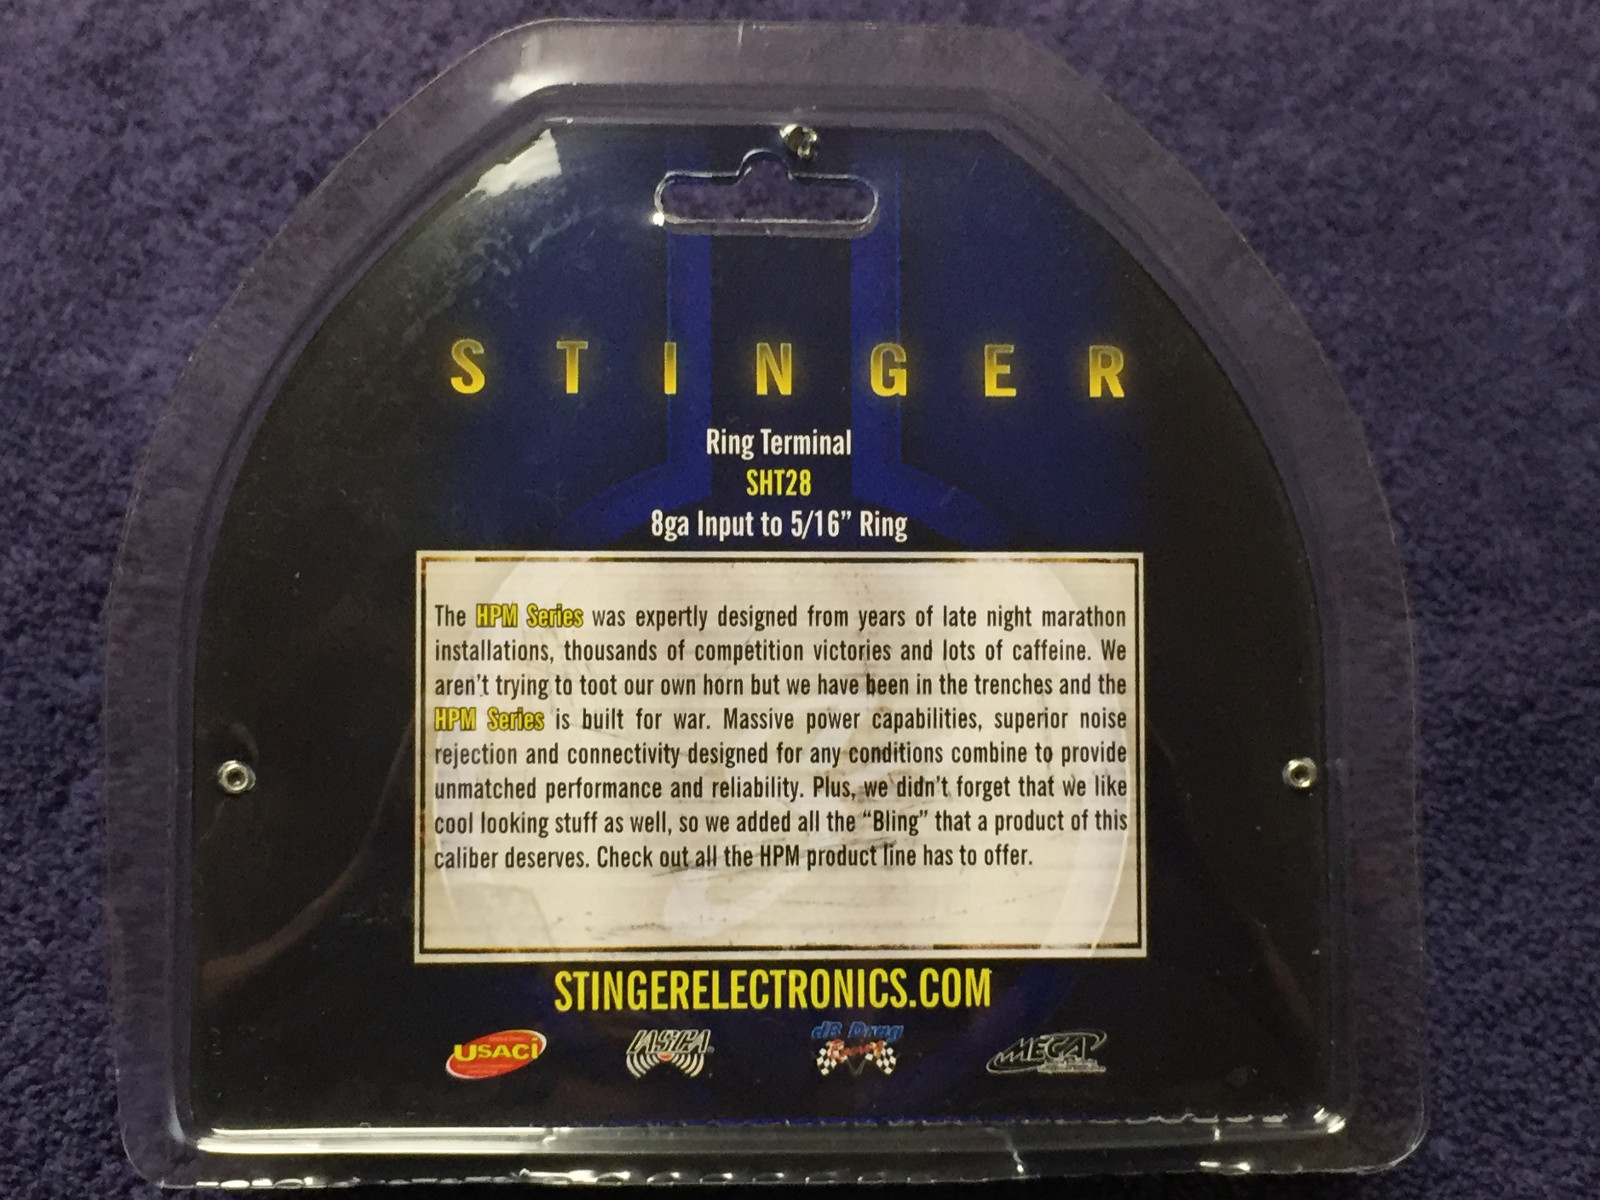 STINGER
Ring Terminal
SHT28
8ga Input to 5/16” Ring
The HPM Series was expertly designed from years of late night marathon
installations, thousands of competition victories and lots of caffeine. We
aren't trying to toot our own horn but we have been in the trenches and the
HPM Series is built for war. Massive power capabilities, superior noise
rejection and connectivity designed for any conditions combine to provide
unmatched performance and reliability. Plus, we didn't forget that we like
cool looking stuff as well, so we added all the “Bling” that a product of this
caliber deserves. Check out all the HPM product line has to offer.
STINGERELECTRONICS.COM
USACi IASCA dB Drag MECA
Racing